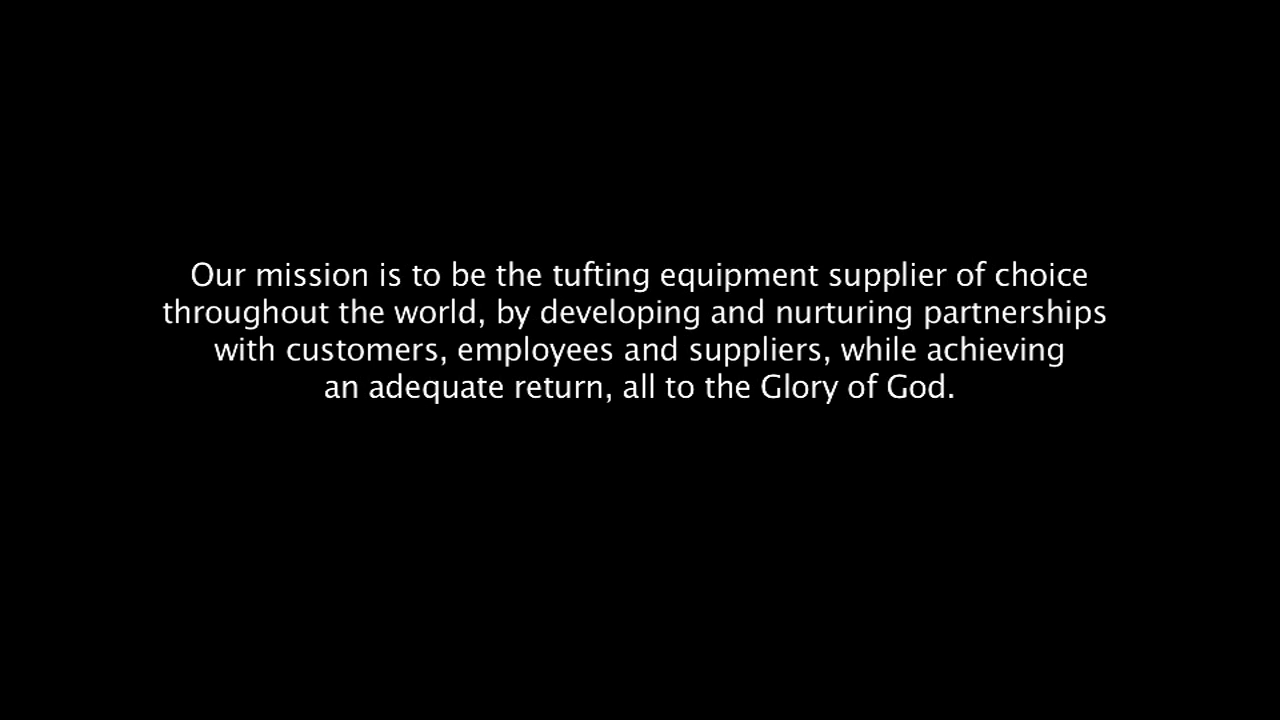 Our mission is to be the tufting equipment supplier of choice
throughout the world, by developing and nurturing partnerships
with customers, employees and suppliers, while achieving
an adequate return, all to the Glory of God.